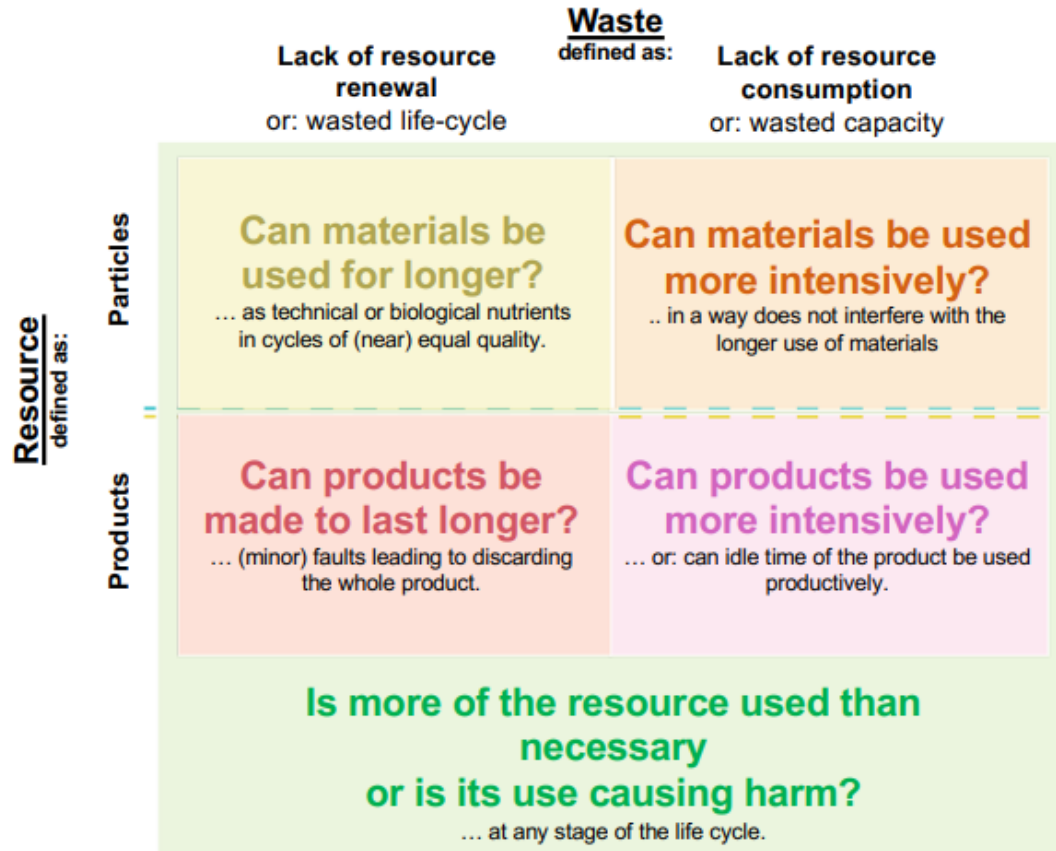 Waste
defined as:
Lack of resource
renewal
or: wasted life-cycle
Lack of resource
consumption
or: wasted capacity
Resource
defined as:
Particles
Can materials be
used for longer?
… as technical or biological nutrients
in cycles of (near) equal quality.
Can materials be used
more intensively?
.. in a way does not interfere with the
longer use of materials
Products
Can products be
made to last longer?
… (minor) faults leading to discarding
the whole product.
Can products be used
more intensively?
… or: can idle time of the product be used
productively.
Is more of the resource used than
necessary
or is its use causing harm?
… at any stage of the life cycle.